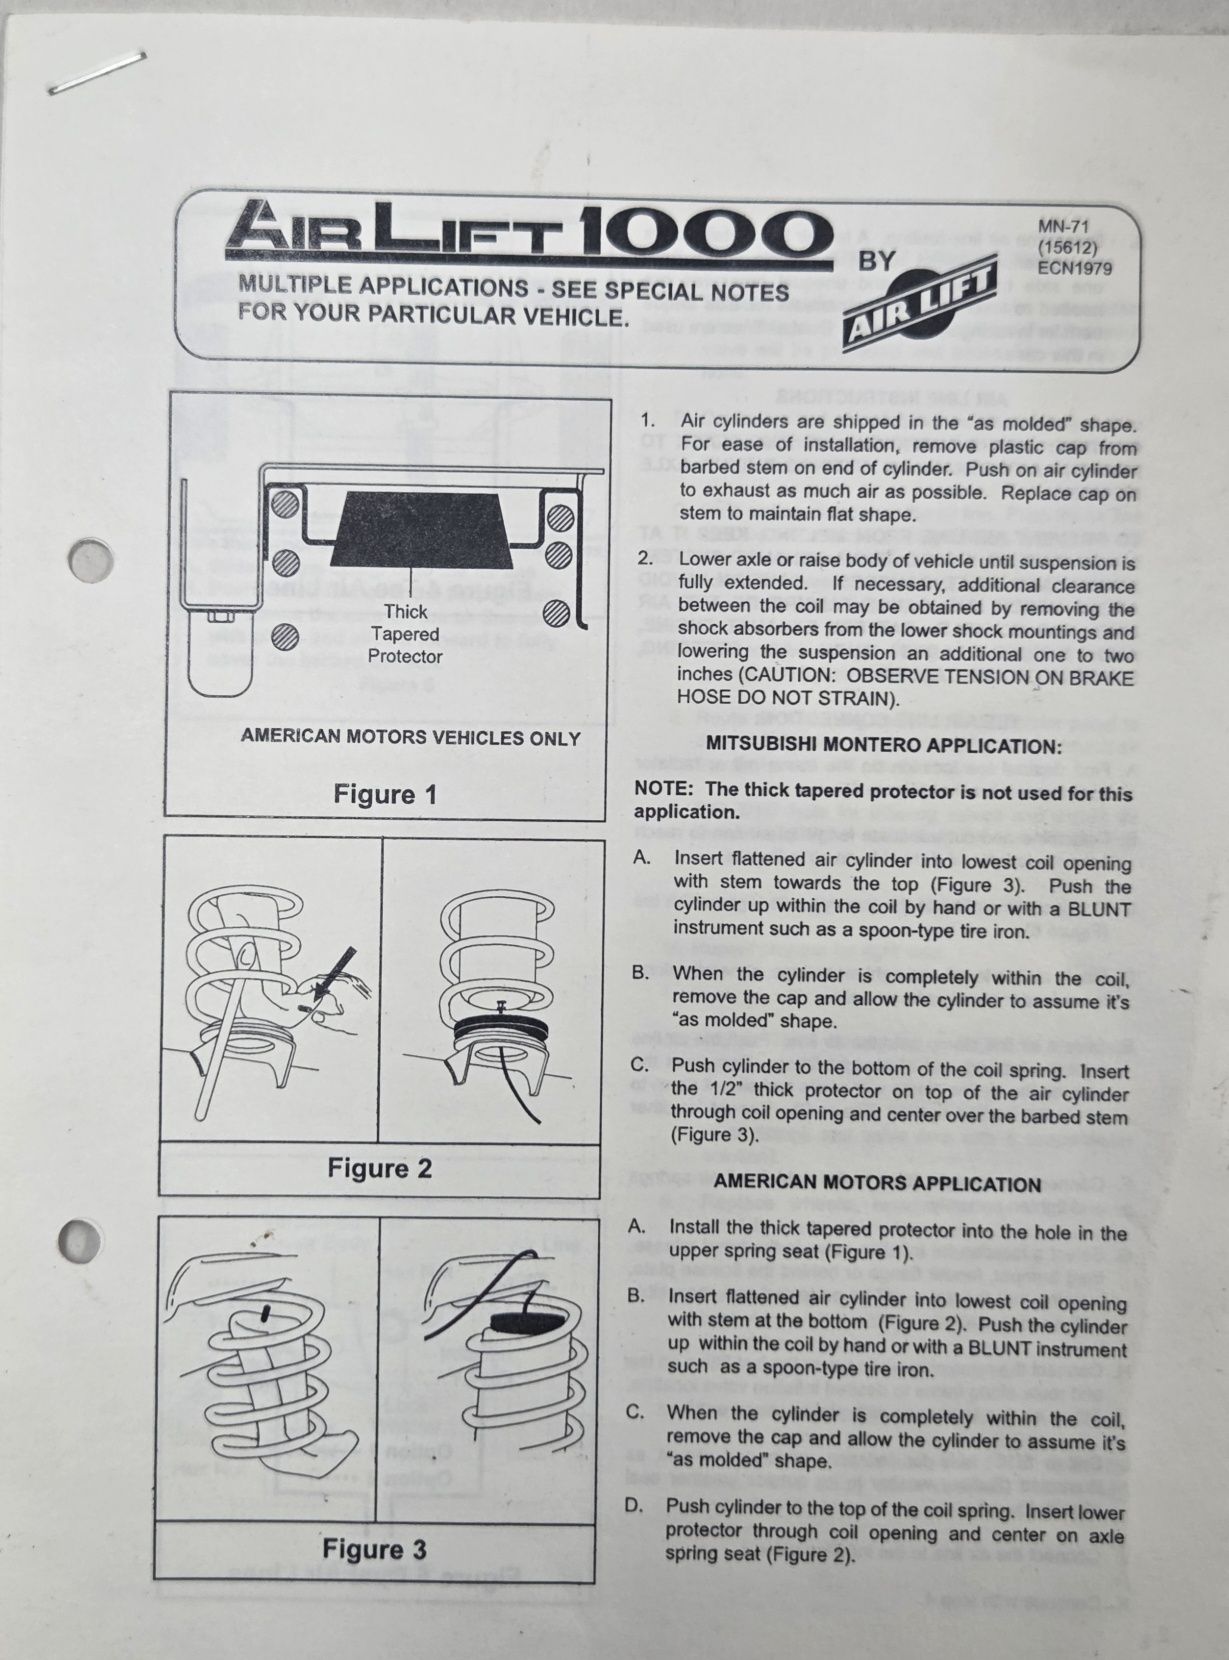 AIR LIFT 1000
BY
AIR LIFT
MN-71
(15612)
ECN1979
MULTIPLE APPLICATIONS - SEE SPECIAL NOTES
FOR YOUR PARTICULAR VEHICLE.
Thick
Tapered
Protector
AMERICAN MOTORS VEHICLES ONLY
Figure 1
Figure 2
Figure 3
1. Air cylinders are shipped in the “as molded” shape.
For ease of installation, remove plastic cap from
barbed stem on end of cylinder. Push on air cylinder
to exhaust as much air as possible. Replace cap on
stem to maintain flat shape.
2. Lower axle or raise body of vehicle until suspension is
fully extended. If necessary, additional clearance
between the coil may be obtained by removing the
shock absorbers from the lower shock mountings and
lowering the suspension an additional one to two
inches (CAUTION: OBSERVE TENSION ON BRAKE
HOSE DO NOT STRAIN).
MITSUBISHI MONTERO APPLICATION:
NOTE: The thick tapered protector is not used for this
application.
A. Insert flattened air cylinder into lowest coil opening
with stem towards the top (Figure 3). Push the
cylinder up within the coil by hand or with a BLUNT
instrument such as a spoon-type tire iron.
B. When the cylinder is completely within the coil,
remove the cap and allow the cylinder to assume it's
“as molded” shape.
C. Push cylinder to the bottom of the coil spring. Insert
the 1/2” thick protector on top of the air cylinder
through coil opening and center over the barbed stem
(Figure 3).
AMERICAN MOTORS APPLICATION
A. Install the thick tapered protector into the hole in the
upper spring seat (Figure 1).
B. Insert flattened air cylinder into lowest coil opening
with stem at the bottom (Figure 2). Push the cylinder
up within the coil by hand or with a BLUNT instrument
such as a spoon-type tire iron.
C. When the cylinder is completely within the coil,
remove the cap and allow the cylinder to assume it's
“as molded” shape.
D. Push cylinder to the top of the coil spring. Insert lower
protector through coil opening and center on axle
spring seat (Figure 2).